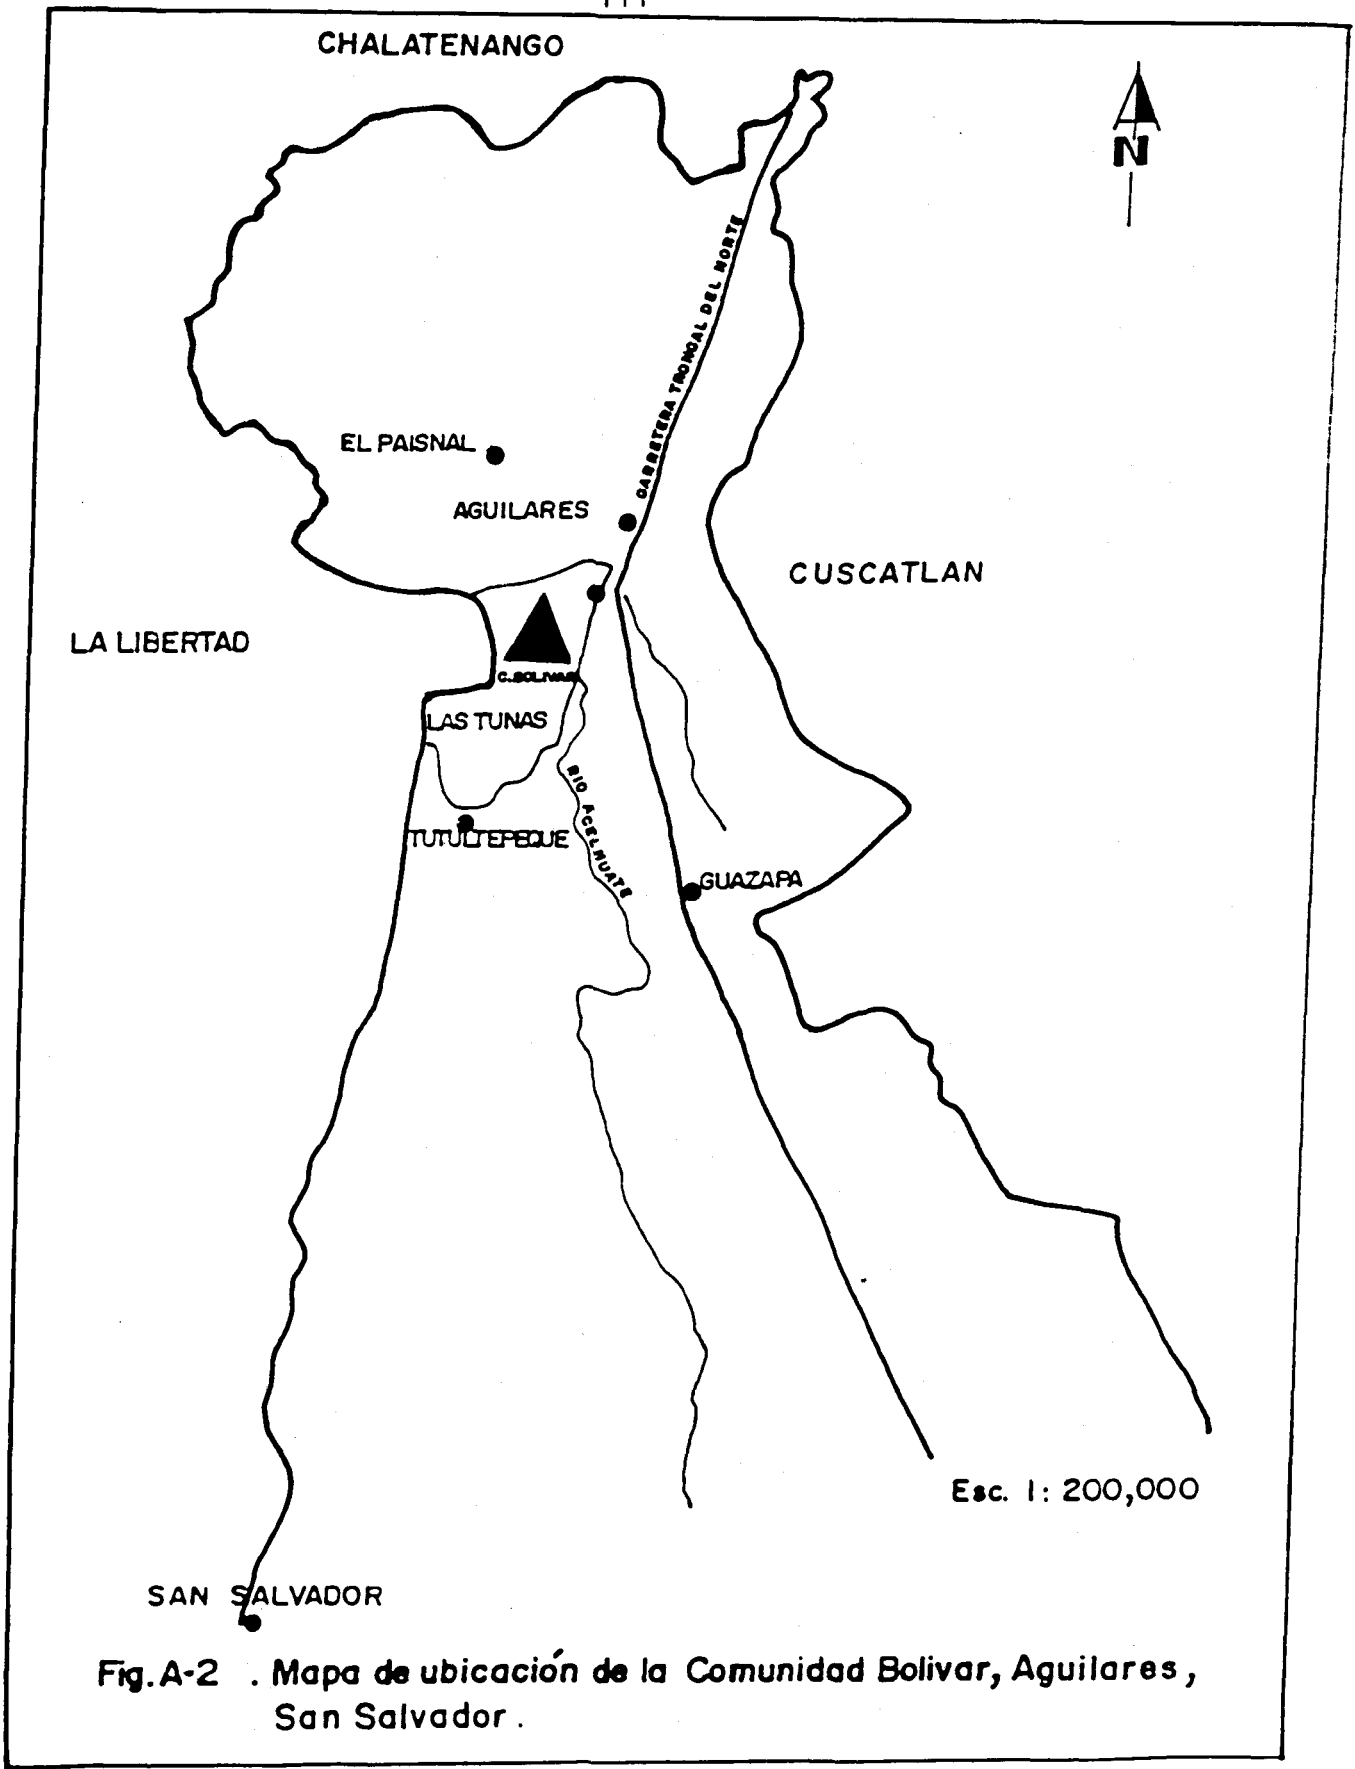 CHALATENANGO
N
CARRETERA TRONCAL DEL NORTE
EL PAISNAL
AGUILARES
CUSCATLAN
LA LIBERTAD
C. BOLIVAR
LAS TUNAS
RIO ACELHUATE
TUTULTEPEQUE
GUAZAPA
Esc. 1: 200,000
SAN SALVADOR
Fig. A-2 . Mapa de ubicación de la Comunidad Bolivar, Aguilares,
San Salvador.